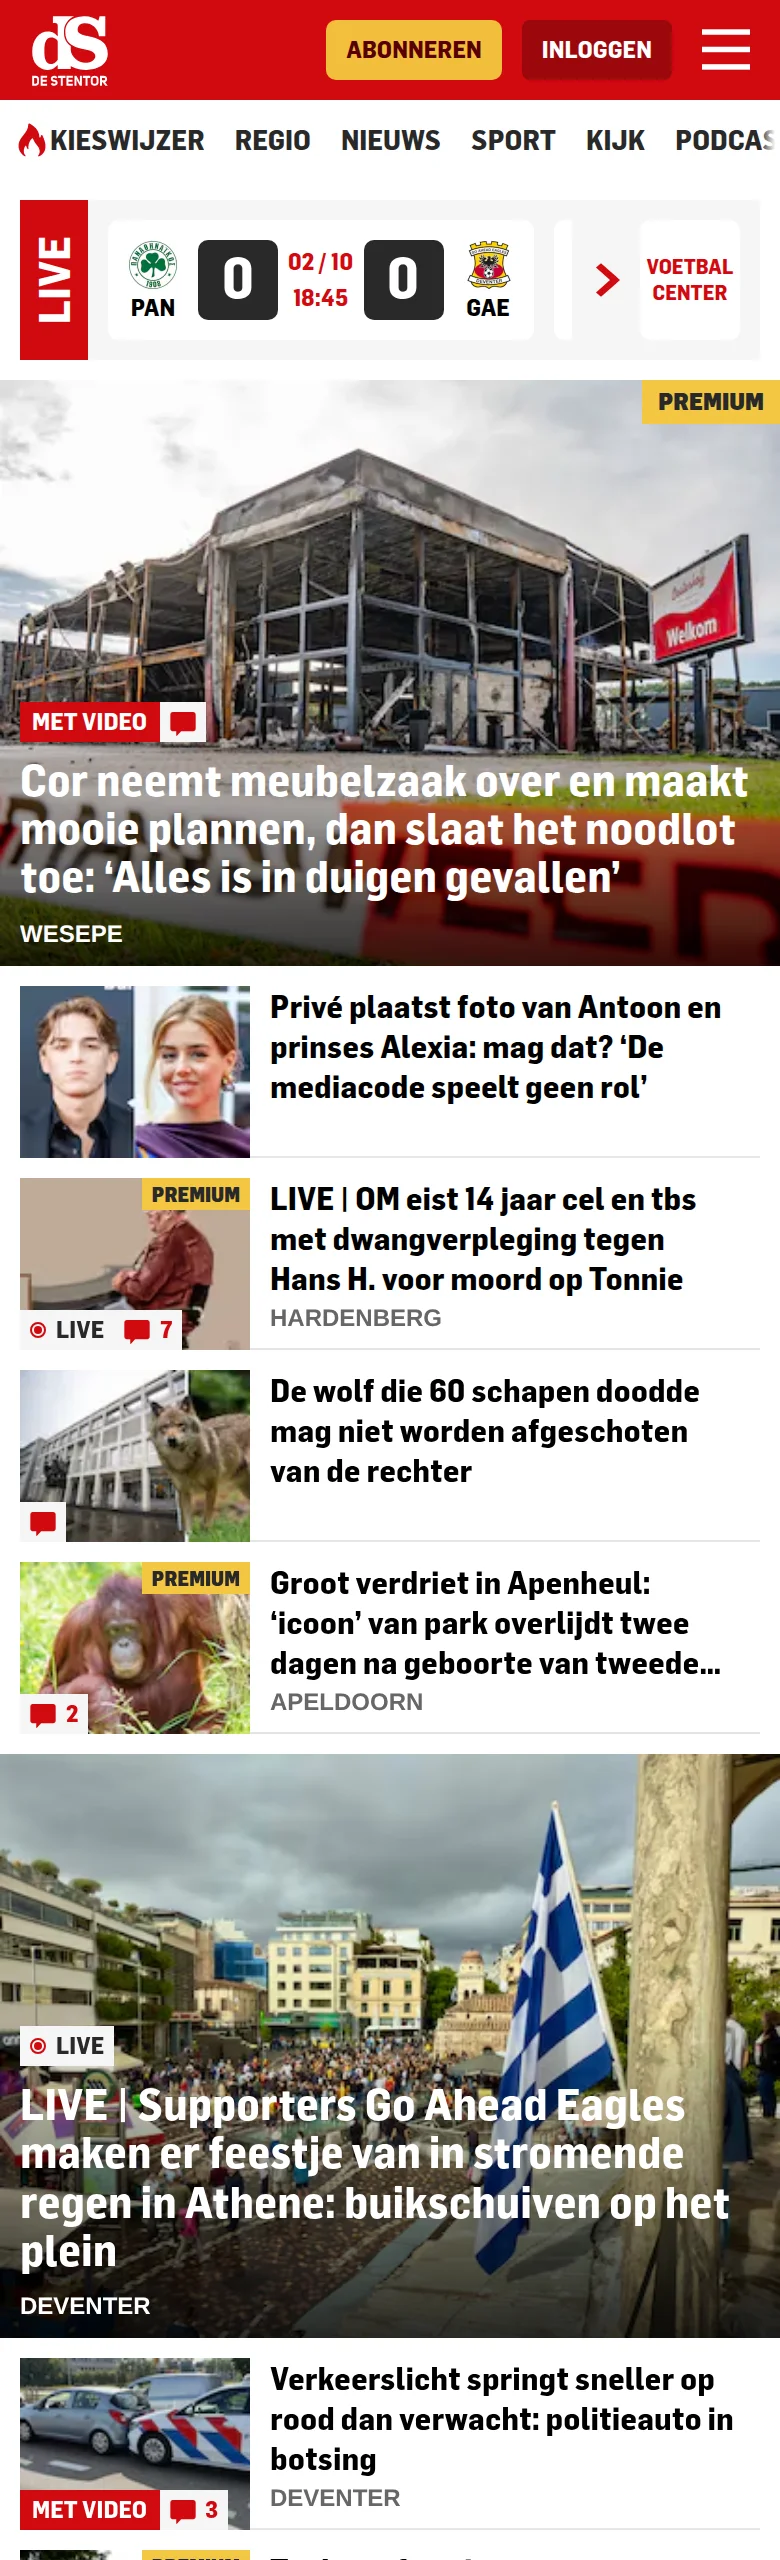 dS
DE STENTOR
ABONNEREN
INLOGGEN
KIESWIJZER REGIO NIEUWS SPORT KIJK PODCAS
LIVE
PAN
0
02 / 10
18:45
0
GAE
VOETBAL
CENTER
PREMIUM
Welkom
MET VIDEO
Cor neemt meubelzaak over en maakt
mooie plannen, dan slaat het noodlot
toe: ‘Alles is in duigen gevallen’
WESEPE
Privé plaatst foto van Antoon en
prinses Alexia: mag dat? ‘De
mediacode speelt geen rol’
PREMIUM
LIVE 7
LIVE | OM eist 14 jaar cel en tbs
met dwangverpleging tegen
Hans H. voor moord op Tonnie
HARDENBERG
De wolf die 60 schapen doodde
mag niet worden afgeschoten
van de rechter
PREMIUM
2
Groot verdriet in Apenheul:
‘icoon’ van park overlijdt twee
dagen na geboorte van tweede...
APELDOORN
LIVE
LIVE | Supporters Go Ahead Eagles
maken er feestje van in stromende
regen in Athene: buikschuiven op het
plein
DEVENTER
MET VIDEO 3
Verkeerslicht springt sneller op
rood dan verwacht: politieauto in
botsing
DEVENTER